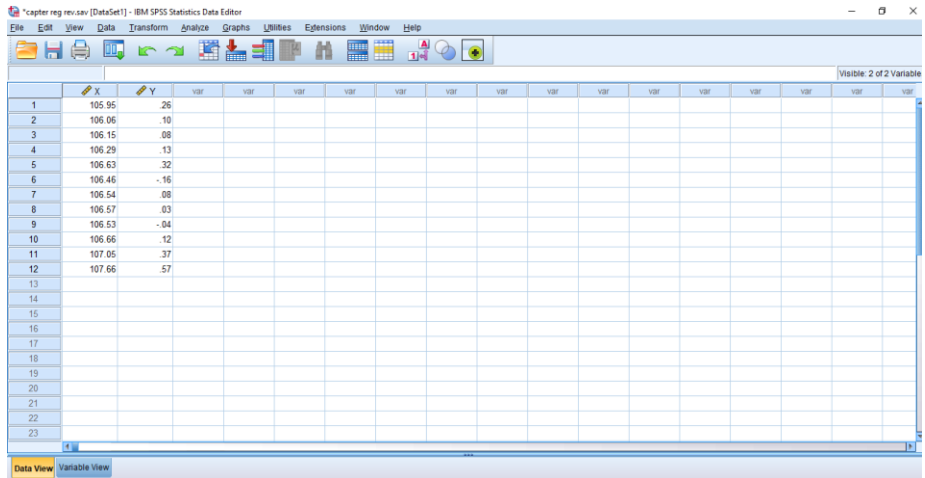 *capter reg rev.sav [DataSet1] - IBM SPSS Statistics Data Editor
File Edit View Data Transform Analyze Graphs Utilities Extensions Window Help
Visible: 2 of 2 Variable
X Y var var var var var var var var var var var var var
1 105.95 .26
2 106.06 .10
3 106.15 .08
4 106.29 .13
5 106.63 .32
6 106.46 -.16
7 106.54 .08
8 106.57 .03
9 106.53 -.04
10 106.66 .12
11 107.05 .37
12 107.66 .57
13
14
15
16
17
18
19
20
21
22
23
Data View Variable View